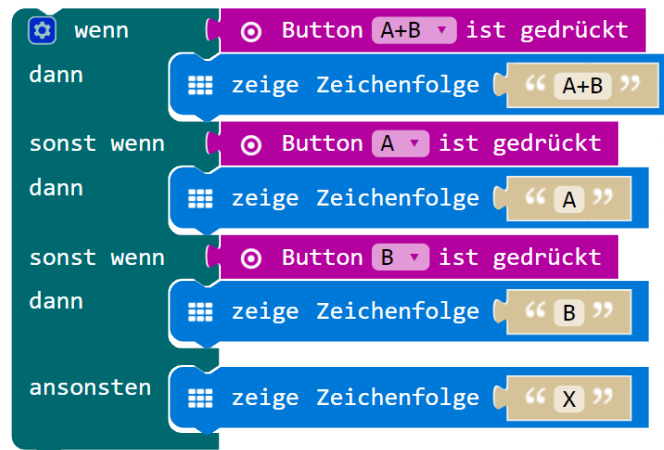 wenn Button A+B ist gedrückt
dann zeige Zeichenfolge “ A+B ”
sonst wenn Button A ist gedrückt
dann zeige Zeichenfolge “ A ”
sonst wenn Button B ist gedrückt
dann zeige Zeichenfolge “ B ”
ansonsten zeige Zeichenfolge “ X ”